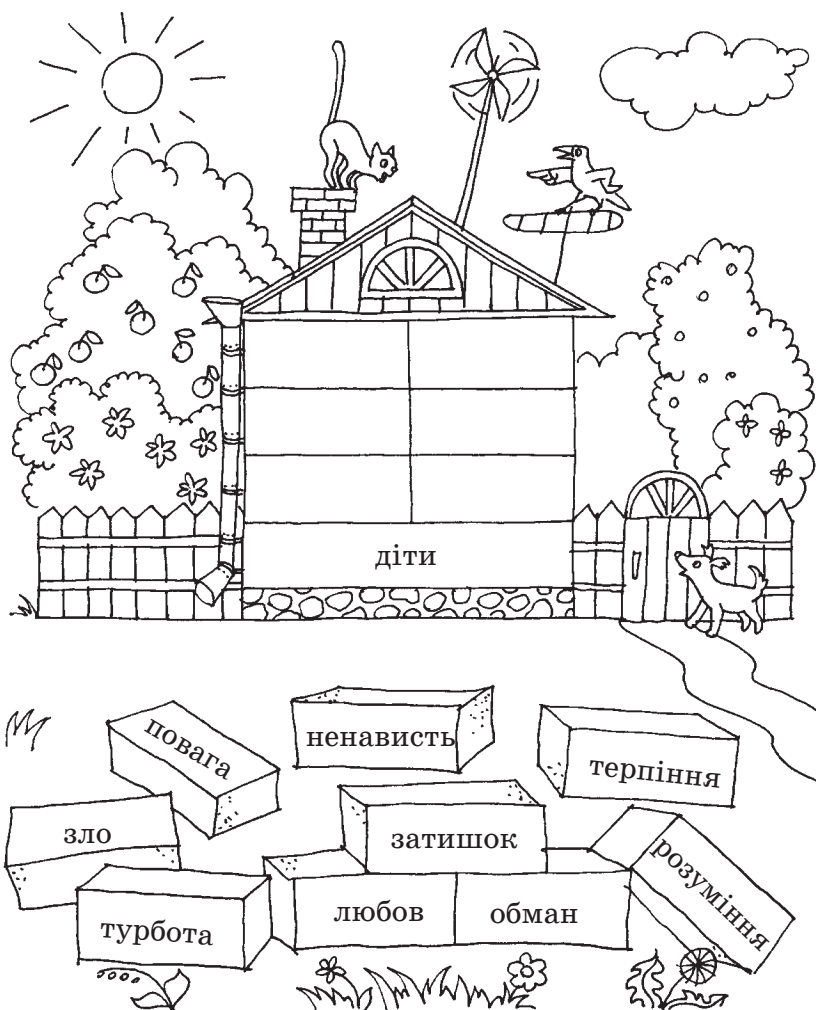 діти
повага
ненависть
терпіння
зло
затишок
розуміння
турбота
любов
обман